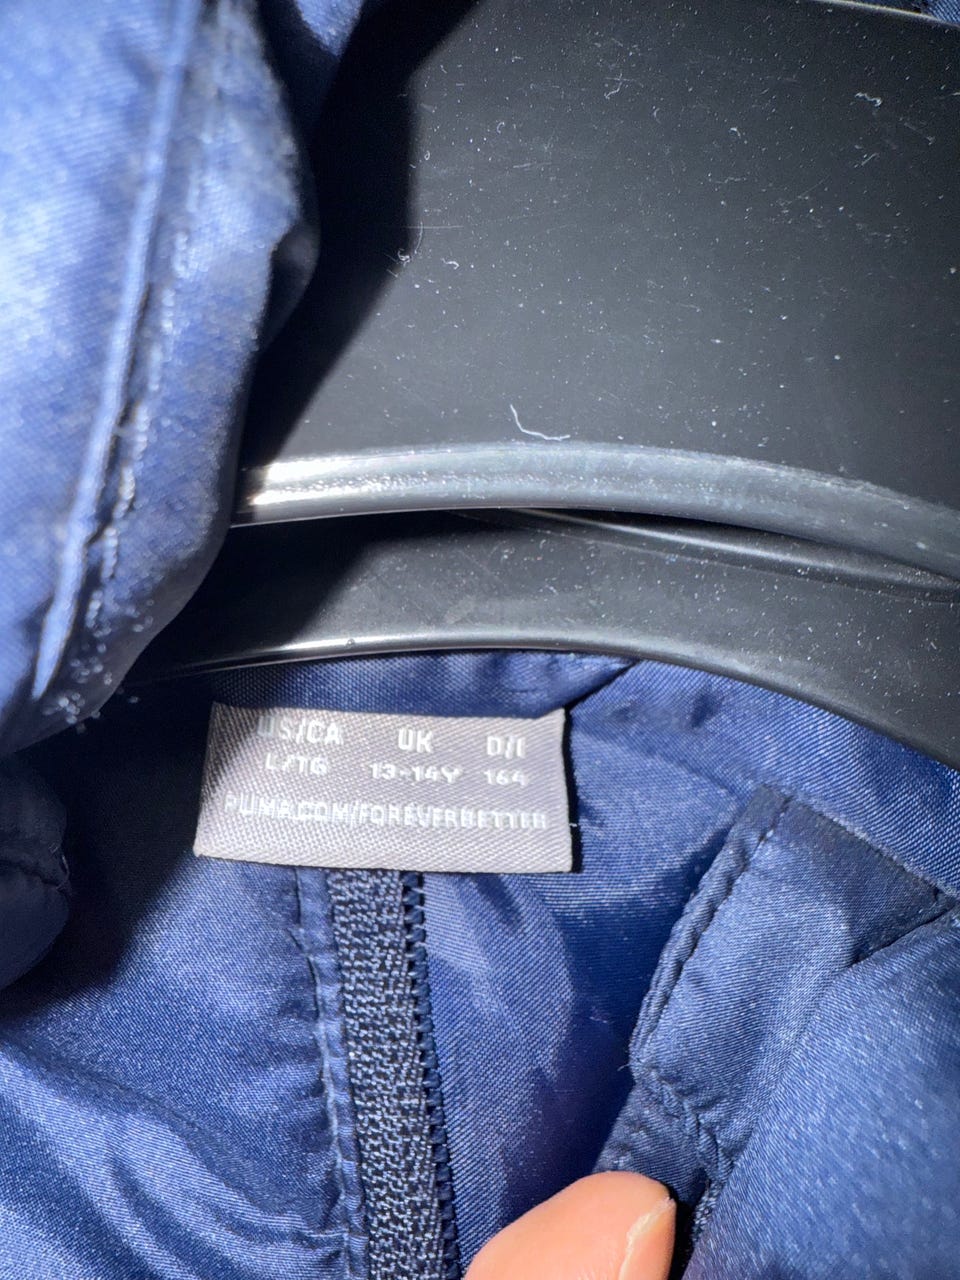 US/CA UK D/I
L/TG 13-14Y 164
PUMA.COM/FOREVERBETTER